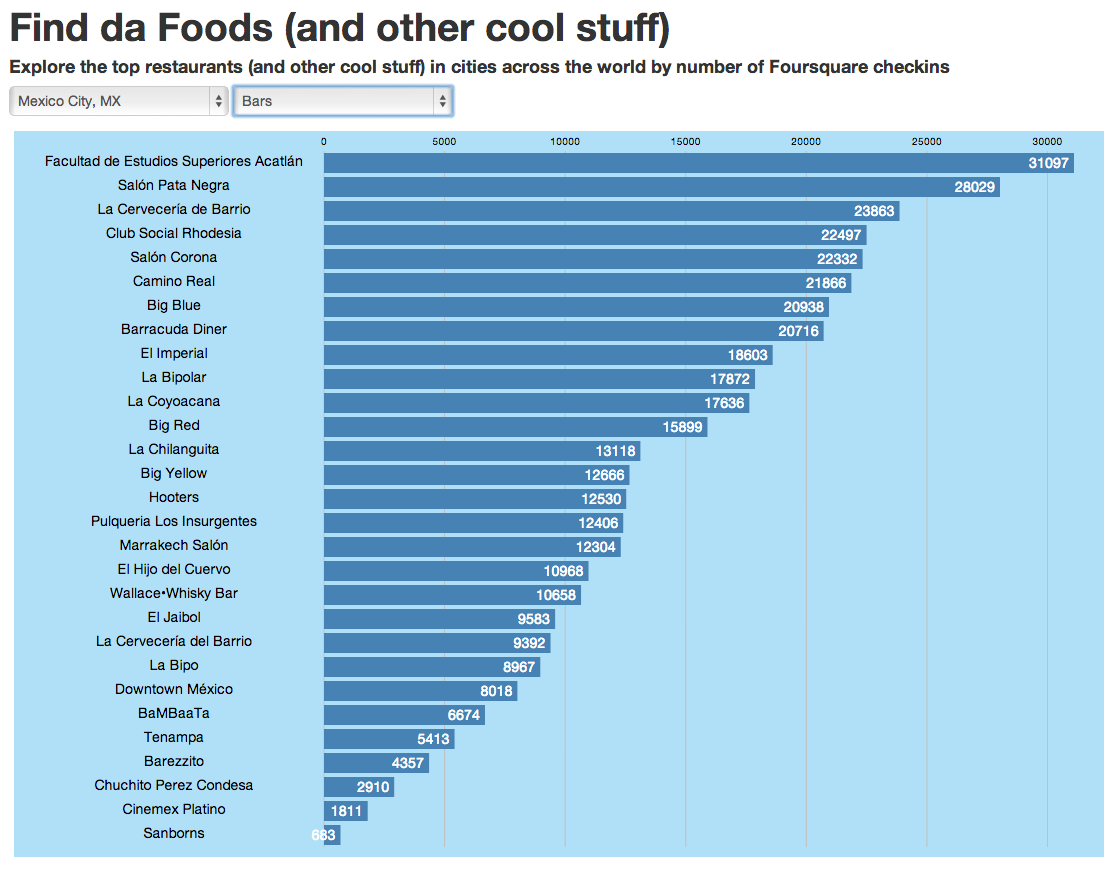 Find da Foods (and other cool stuff)
Explore the top restaurants (and other cool stuff) in cities across the world by number of Foursquare checkins
Mexico City, MX Bars
0 5000 10000 15000 20000 25000 30000
Facultad de Estudios Superiores Acatlán 31097
Salón Pata Negra 28029
La Cervecería de Barrio 23863
Club Social Rhodesia 22497
Salón Corona 22332
Camino Real 21866
Big Blue 20938
Barracuda Diner 20716
El Imperial 18603
La Bipolar 17872
La Coyoacana 17636
Big Red 15899
La Chilanguita 13118
Big Yellow 12666
Hooters 12530
Pulqueria Los Insurgentes 12406
Marrakech Salón 12304
El Hijo del Cuervo 10968
Wallace•Whisky Bar 10658
El Jaibol 9583
La Cervecería del Barrio 9392
La Bipo 8967
Downtown México 8018
BaMBaaTa 6674
Tenampa 5413
Barezzito 4357
Chuchito Perez Condesa 2910
Cinemex Platino 1811
Sanborns 683